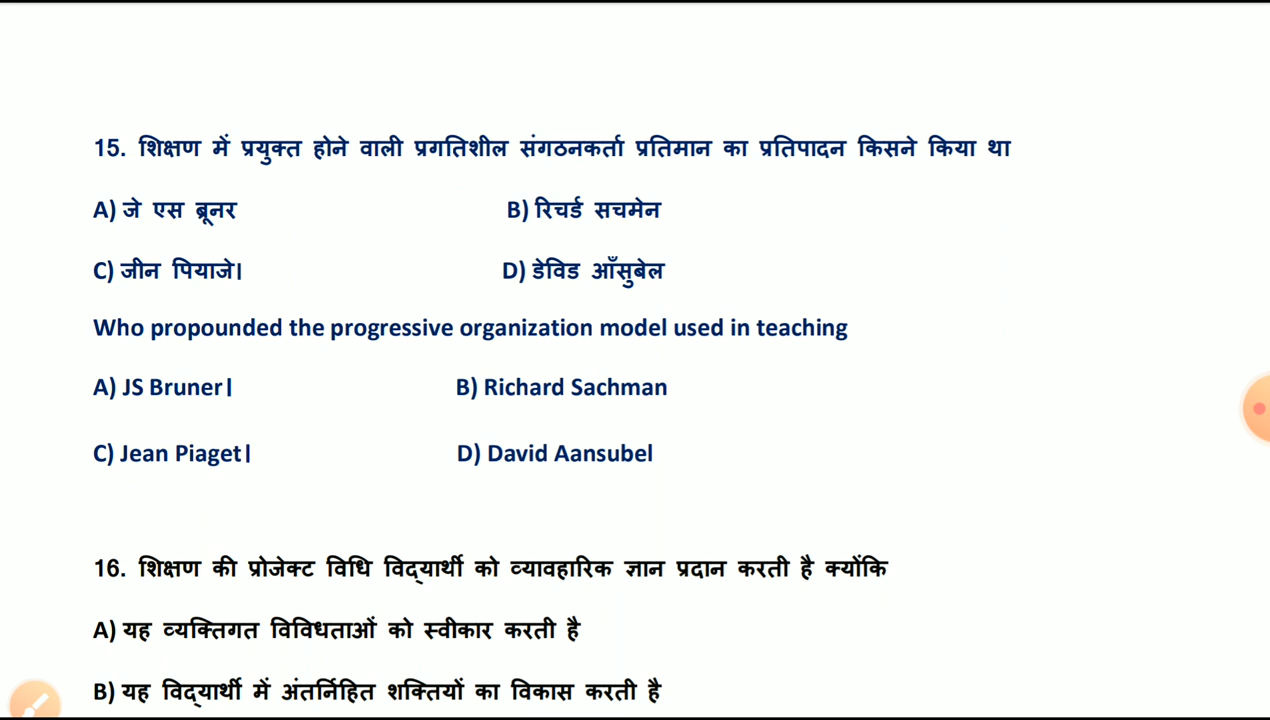 15. शिक्षण में प्रयुक्त होने वाली प्रगतिशील संगठनकर्ता प्रतिमान का प्रतिपादन किसने किया था
A) जे एस ब्रूनर B) रिचर्ड सचमेन
C) जीन पियाजे। D) डेविड आँसुबेल
Who propounded the progressive organization model used in teaching
A) JS Bruner। B) Richard Sachman
C) Jean Piaget। D) David Aansubel
16. शिक्षण की प्रोजेक्ट विधि विद्यार्थी को व्यावहारिक ज्ञान प्रदान करती है क्योंकि
A) यह व्यक्तिगत विविधताओं को स्वीकार करती है
B) यह विद्यार्थी में अंतर्निहित शक्तियों का विकास करती है